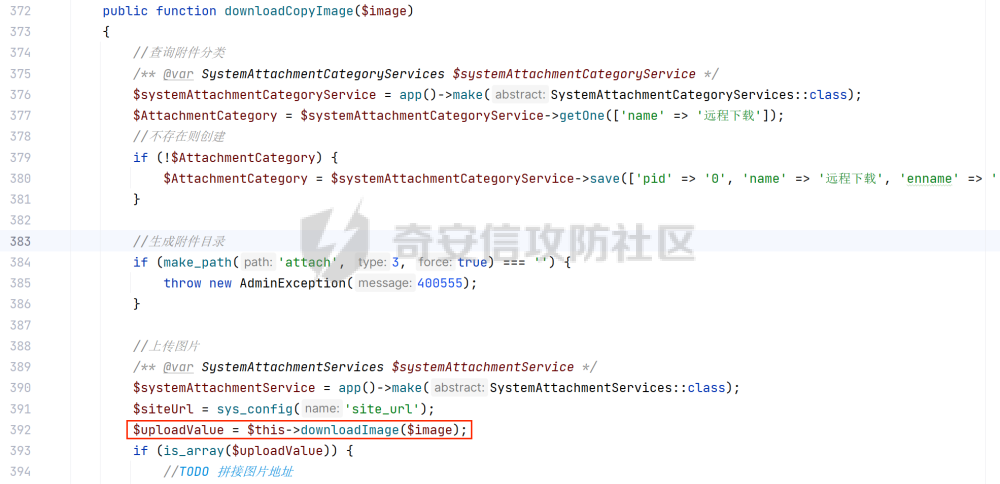 372 public function downloadCopyImage($image)
373 {
374 //查询附件分类
375 /** @var SystemAttachmentCategoryServices $systemAttachmentCategoryService */
376 $systemAttachmentCategoryService = app()->make( abstract: SystemAttachmentCategoryServices::class);
377 $AttachmentCategory = $systemAttachmentCategoryService->getOne(['name' => '远程下载']);
378 //不存在则创建
379 if (!$AttachmentCategory) {
380 $AttachmentCategory = $systemAttachmentCategoryService->save(['pid' => '0', 'name' => '远程下载', 'enname' => '
381 }
382
383 //生成附件目录
384 if (make_path( path: 'attach', type: 3, force: true) === '') {
385 throw new AdminException( message: 400555);
386 }
387
388 //上传图片
389 /** @var SystemAttachmentServices $systemAttachmentService */
390 $systemAttachmentService = app()->make( abstract: SystemAttachmentServices::class);
391 $siteUrl = sys_config( name: 'site_url');
392 $uploadValue = $this->downloadImage($image);
393 if (is_array($uploadValue)) {
394 //TODO 拼接图片地址
奇安信攻防社区